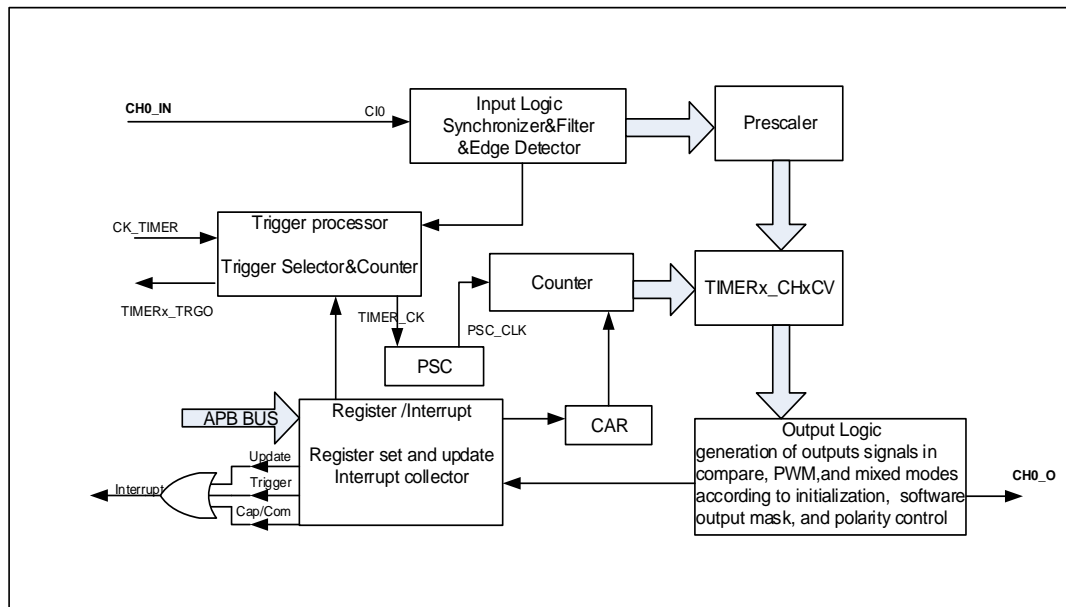 CH0_IN
CI0
Input Logic
Synchronizer&Filter
&Edge Detector
Prescaler
CK_TIMER
Trigger processor
Trigger Selector&Counter
TIMERx_TRGO
TIMER_CK
PSC
PSC_CLK
Counter
TIMERx_CHxCV
APB BUS
Register /Interrupt
Register set and update
Interrupt collector
CAR
Update
Trigger
Cap/Com
Interrupt
Output Logic
generation of outputs signals in
compare, PWM,and mixed modes
according to initialization, software
output mask, and polarity control
CH0_O